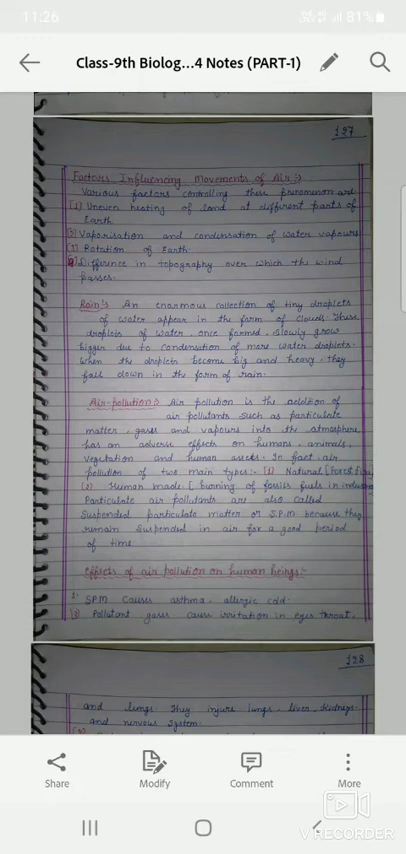 11:26
81%
Class-9th Biolog...4 Notes (PART-1)
127
Factors Influencing Movements of Air :-
Various factors controlling these phenomenon are
(1) Uneven heating of land at different parts of
Earth
(2) Vaporisation and condensation of water vapours
(3) Rotation of Earth.
Difference in topography over which the wind
passes.
Rain :- An enarmous collection of tiny droplets
of water appear in the form of clouds. These
droplets of water, once formed, slowly grow
bigger due to condensation of more water droplets.
When the droplets become big and heavy, they
fall down in the form of rain.
Air-pollution :- Air pollution is the addition of
air pollutants such as particulate
matter, gases and vapours into the atmosphere
has an adverse effects on humans, animals,
vegetation and human assets. In fact, air
pollution of two main types :- (1) Natural [Forest fire]
(2) Human made [burning of fossils fuels in
Particulate air pollutants are also called
Suspended particulate matter or S.P.M because they
remain suspended in air for a good period
of time
Effects of air pollution on human beings :-
1. SPM causes asthma, allergic cold.
(2) Pollutant gases cause irritation in eyes throat,
128
and lungs. They injure lungs, liver, kidneys
and nervous system.
Share
Modify
Comment
More
V RECORDER